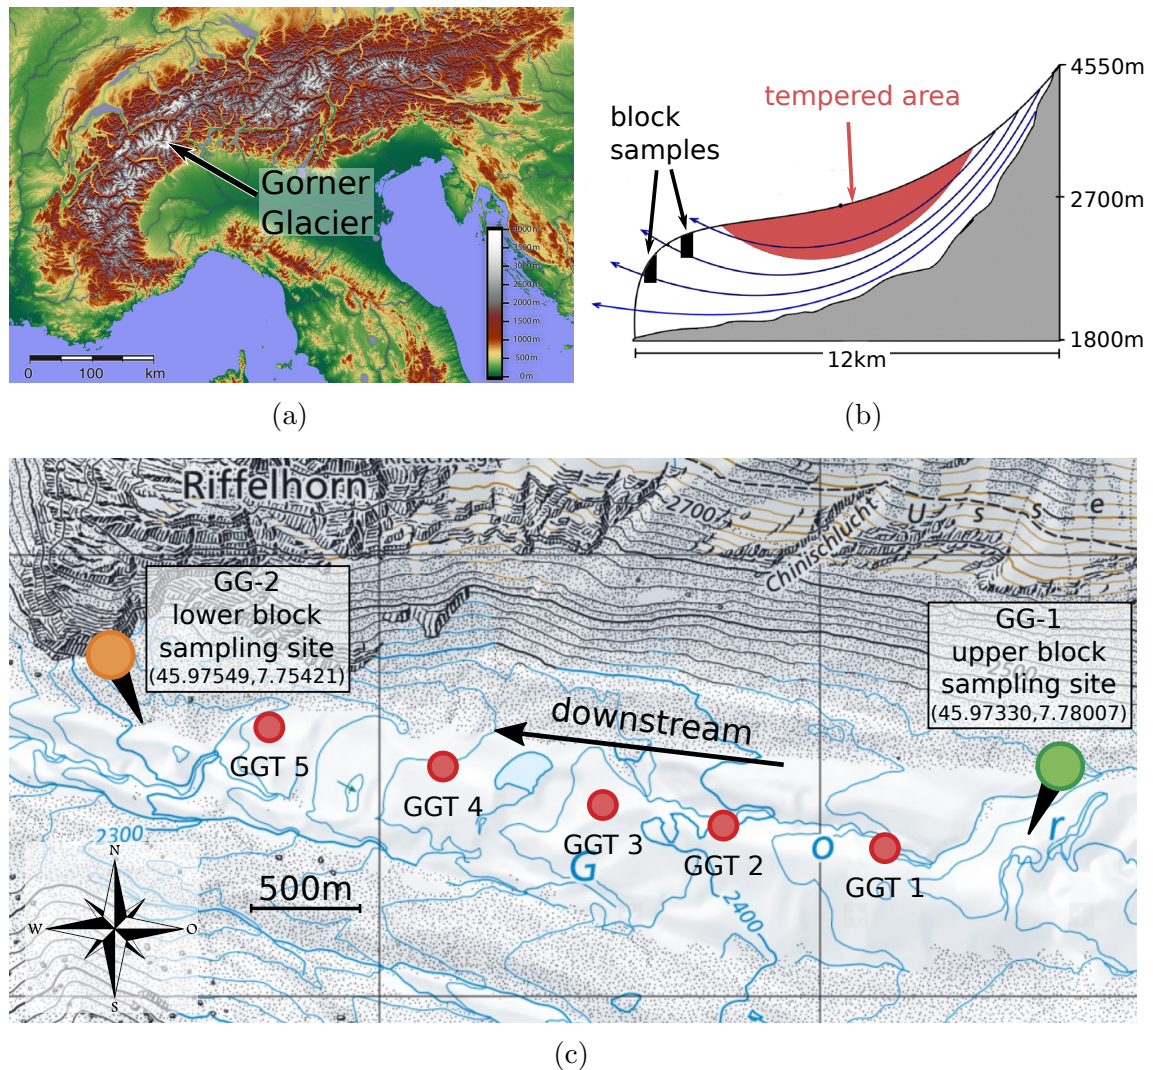 Gorner
Glacier
4000m
3500m
3000m
2500m
2000m
1500m
1000m
500m
0m
0 100 km
(a)
4550m
tempered area
block
samples
2700m
1800m
12km
(b)
Riffelhorn
2700
U s s e
Chinischlucht
GG-2
lower block
sampling site
(45.97549,7.75421)
GG-1
upper block
sampling site
(45.97330,7.78007)
2500
downstream
GGT 5
GGT 4
GGT 3
GGT 2
GGT 1
G o r
2300
2400
500m
N
W O
S
(c)